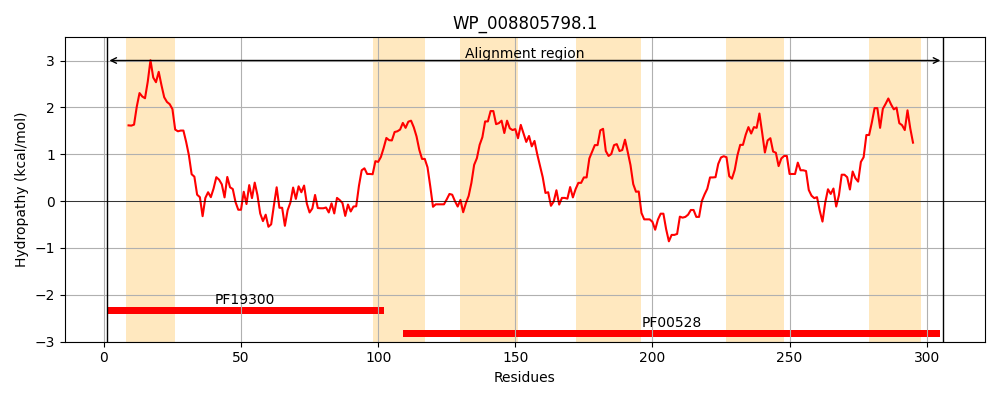 WP_008805798.1
Alignment region
3
2
1
0
−1
−2
−3
Hydropathy (kcal/mol)
PF19300
PF00528
0 50 100 150 200 250 300
Residues